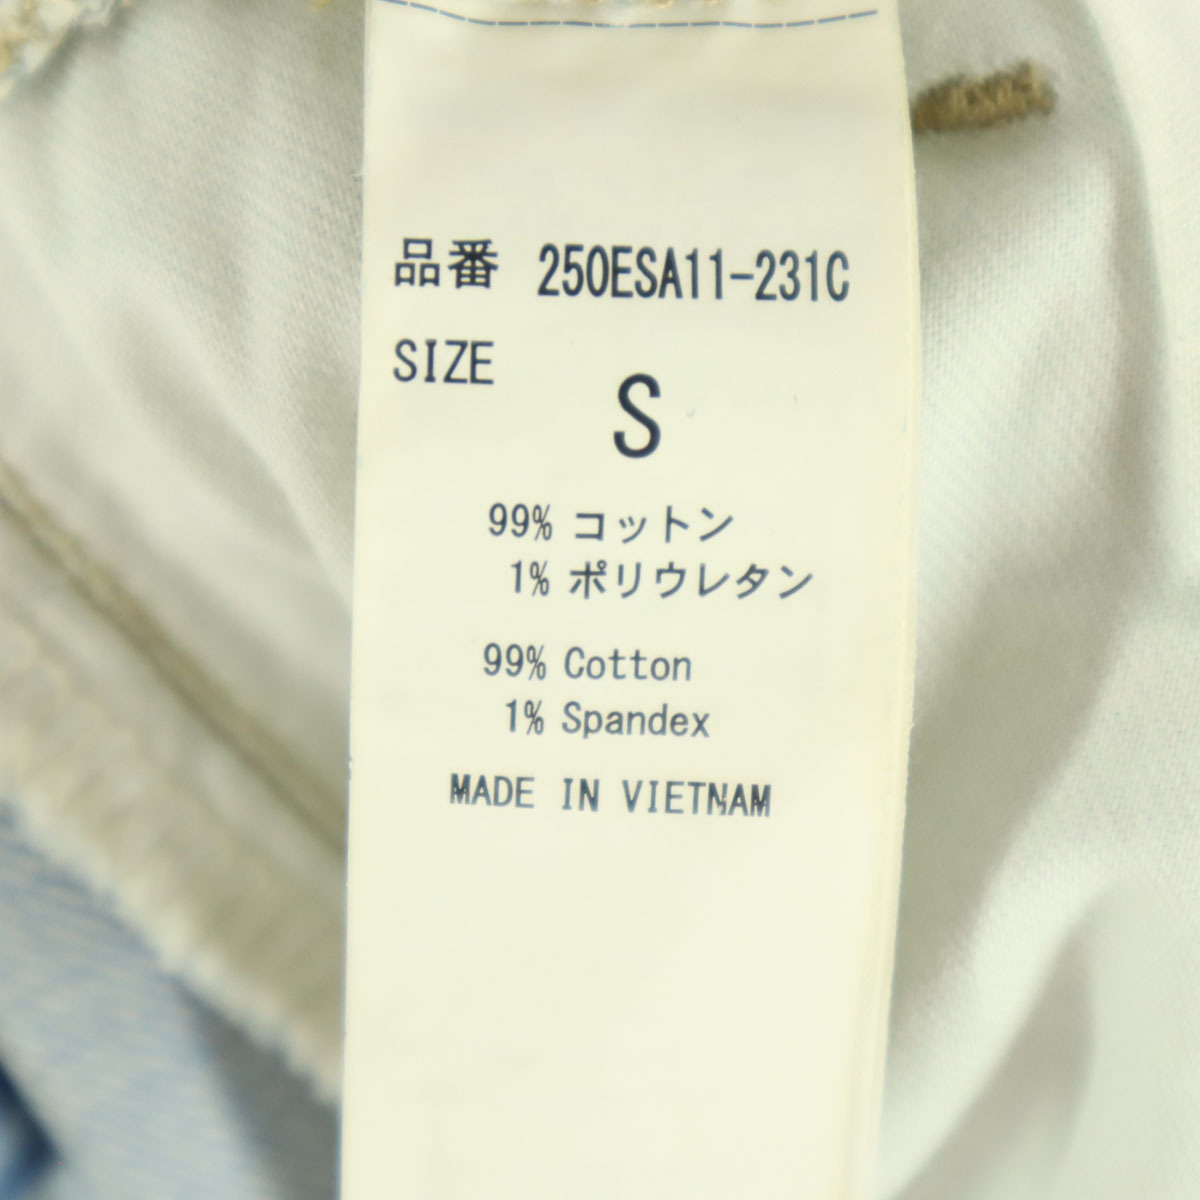 品番 250ESA11-231C
SIZE
S
99% コットン
1% ポリウレタン
99% Cotton
1% Spandex
MADE IN VIETNAM